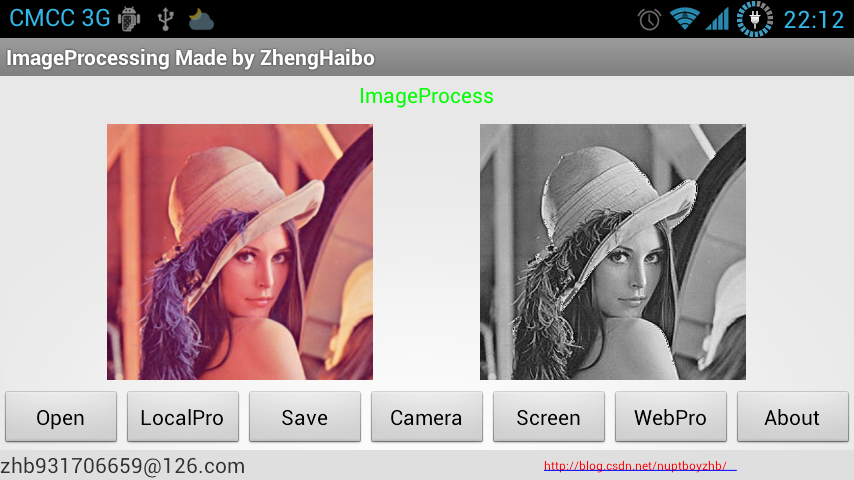 CMCC 3G 22:12
ImageProcessing Made by ZhengHaibo
ImageProcess
Open LocalPro Save Camera Screen WebPro About
zhb931706659@126.com http://blog.csdn.net/nuptboyzhb/